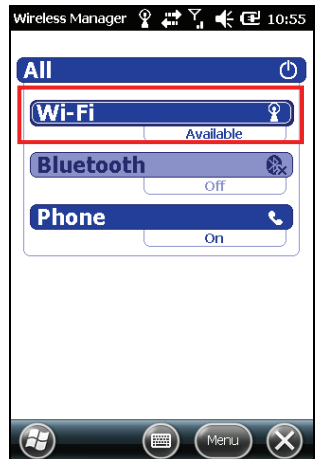 Wireless Manager 10:55
All
Wi-Fi
Available
Bluetooth
Off
Phone
On
Menu